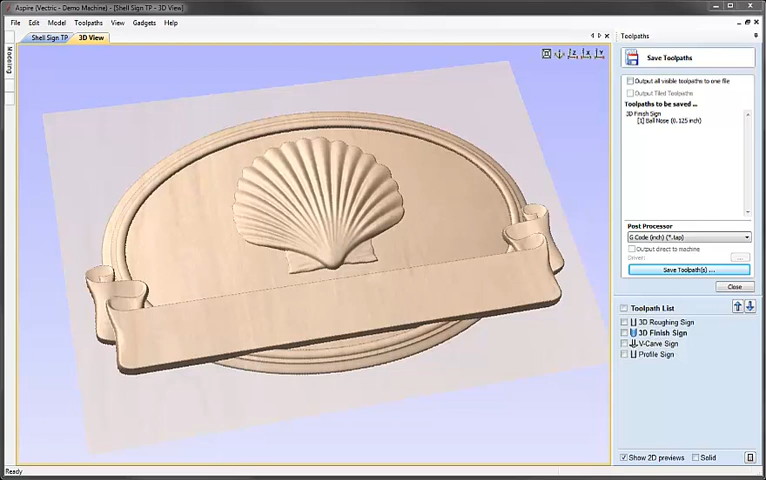 Aspire (Vectric - Demo Machine) - [Shell Sign TP - 3D View]
File Edit Model Toolpaths View Gadgets Help
Shell Sign TP 3D View
Modeling
Toolpaths
Save Toolpaths
Output all visible toolpaths to one file
Output Tiled Toolpaths
Toolpaths to be saved ...
3D Finish Sign
[1] Ball Nose (0.125 inch)
Post Processor
G Code (inch) (*.tap)
Output direct to machine
Driver: ...
Save Toolpath(s) ...
Close
Toolpath List
3D Roughing Sign
3D Finish Sign
V-Carve Sign
Profile Sign
Show 2D previews Solid
Ready